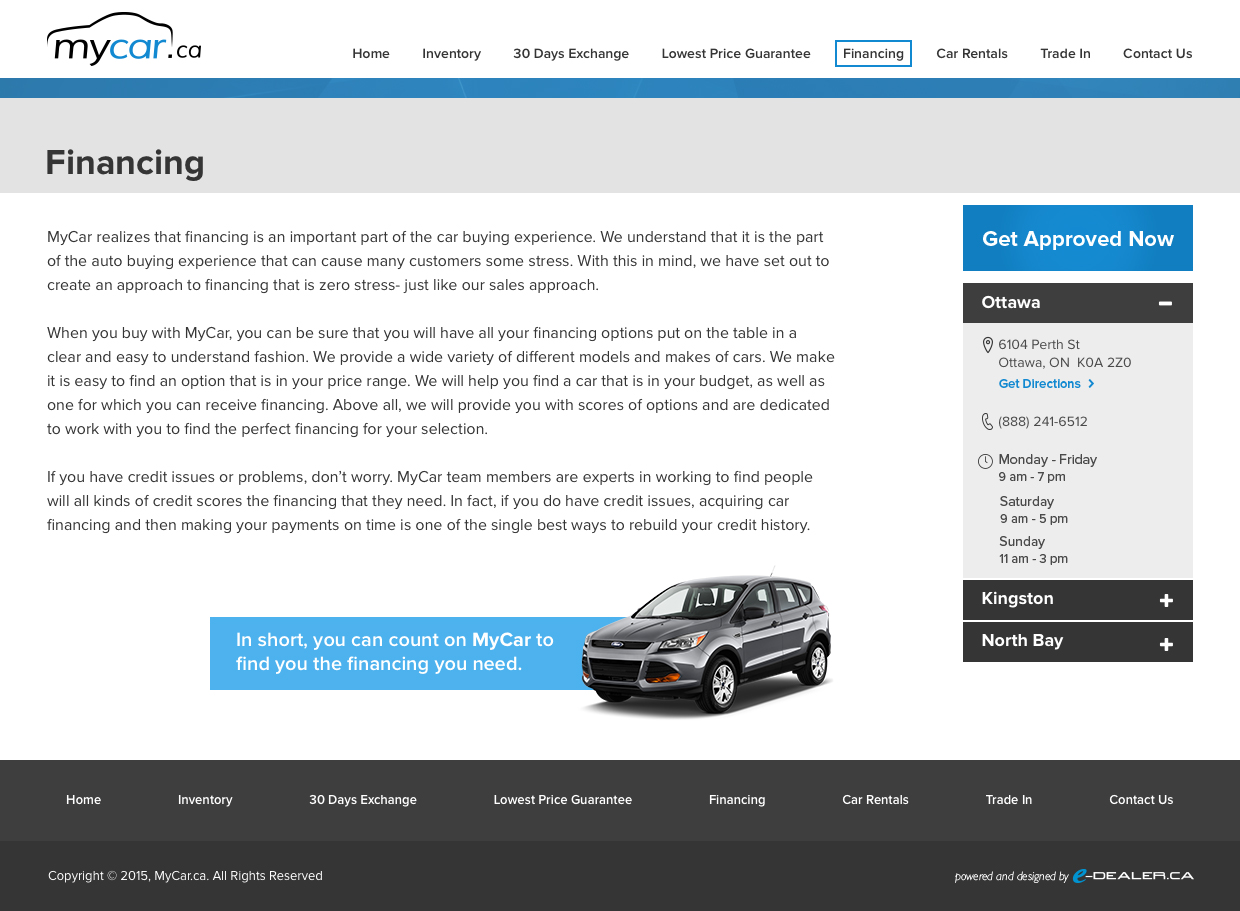 mycar.ca
Home Inventory 30 Days Exchange Lowest Price Guarantee Financing Car Rentals Trade In Contact Us
Financing
MyCar realizes that financing is an important part of the car buying experience. We understand that it is the part
of the auto buying experience that can cause many customers some stress. With this in mind, we have set out to
create an approach to financing that is zero stress- just like our sales approach.
When you buy with MyCar, you can be sure that you will have all your financing options put on the table in a
clear and easy to understand fashion. We provide a wide variety of different models and makes of cars. We make
it is easy to find an option that is in your price range. We will help you find a car that is in your budget, as well as
one for which you can receive financing. Above all, we will provide you with scores of options and are dedicated
to work with you to find the perfect financing for your selection.
If you have credit issues or problems, don't worry. MyCar team members are experts in working to find people
will all kinds of credit scores the financing that they need. In fact, if you do have credit issues, acquiring car
financing and then making your payments on time is one of the single best ways to rebuild your credit history.
In short, you can count on MyCar to
find you the financing you need.
Get Approved Now
Ottawa
6104 Perth St
Ottawa, ON K0A 2Z0
Get Directions
(888) 241-6512
Monday - Friday
9 am - 7 pm
Saturday
9 am - 5 pm
Sunday
11 am - 3 pm
Kingston
North Bay
Home Inventory 30 Days Exchange Lowest Price Guarantee Financing Car Rentals Trade In Contact Us
Copyright © 2015, MyCar.ca. All Rights Reserved
powered and designed by e-DEALER.CA